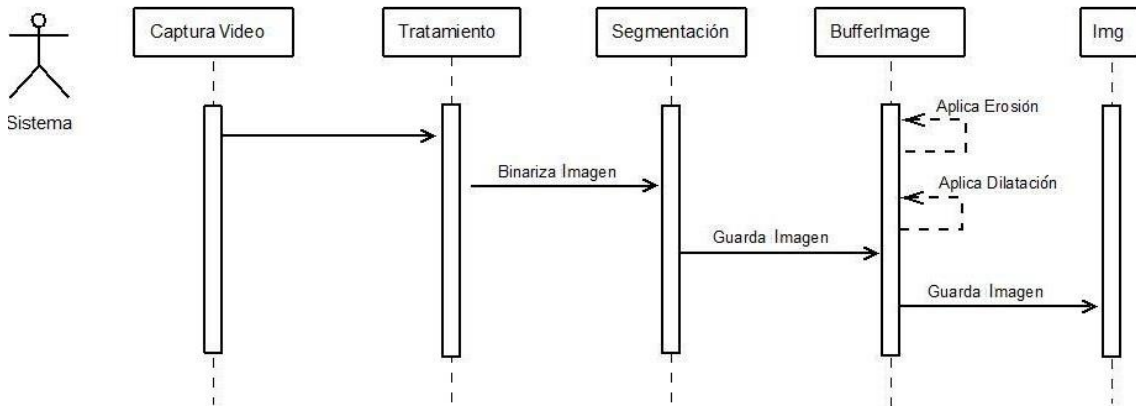 Captura Video
Tratamiento
Segmentación
BufferImage
Img
Sistema
Aplica Erosión
Binariza Imagen
Aplica Dilatación
Guarda Imagen
Guarda Imagen